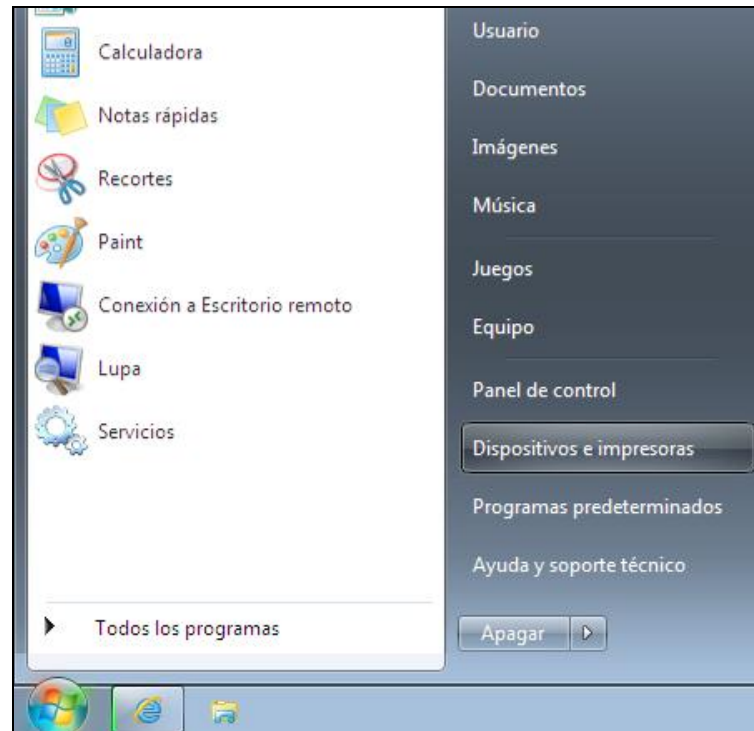 Calculadora
Notas rápidas
Recortes
Paint
Conexión a Escritorio remoto
Lupa
Servicios
Todos los programas
Usuario
Documentos
Imágenes
Música
Juegos
Equipo
Panel de control
Dispositivos e impresoras
Programas predeterminados
Ayuda y soporte técnico
Apagar